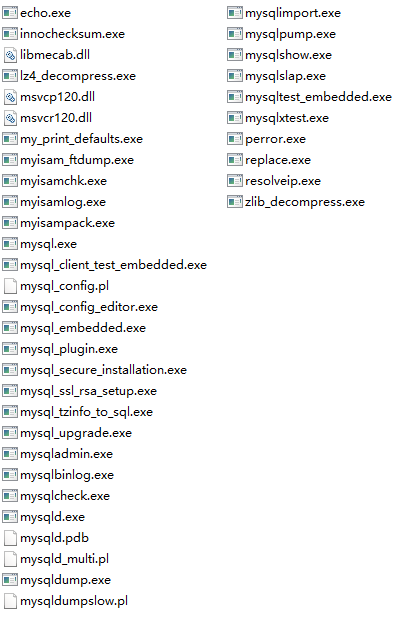 echo.exe
innochecksum.exe
libmecab.dll
lz4_decompress.exe
msvcp120.dll
msvcr120.dll
my_print_defaults.exe
myisam_ftdump.exe
myisamchk.exe
myisamlog.exe
myisampack.exe
mysql.exe
mysql_client_test_embedded.exe
mysql_config.pl
mysql_config_editor.exe
mysql_embedded.exe
mysql_plugin.exe
mysql_secure_installation.exe
mysql_ssl_rsa_setup.exe
mysql_tzinfo_to_sql.exe
mysql_upgrade.exe
mysqladmin.exe
mysqlbinlog.exe
mysqlcheck.exe
mysqld.exe
mysqld.pdb
mysqld_multi.pl
mysqldump.exe
mysqldumpslow.pl
mysqlimport.exe
mysqlpump.exe
mysqlshow.exe
mysqlslap.exe
mysqltest_embedded.exe
mysqlxtest.exe
perror.exe
replace.exe
resolveip.exe
zlib_decompress.exe